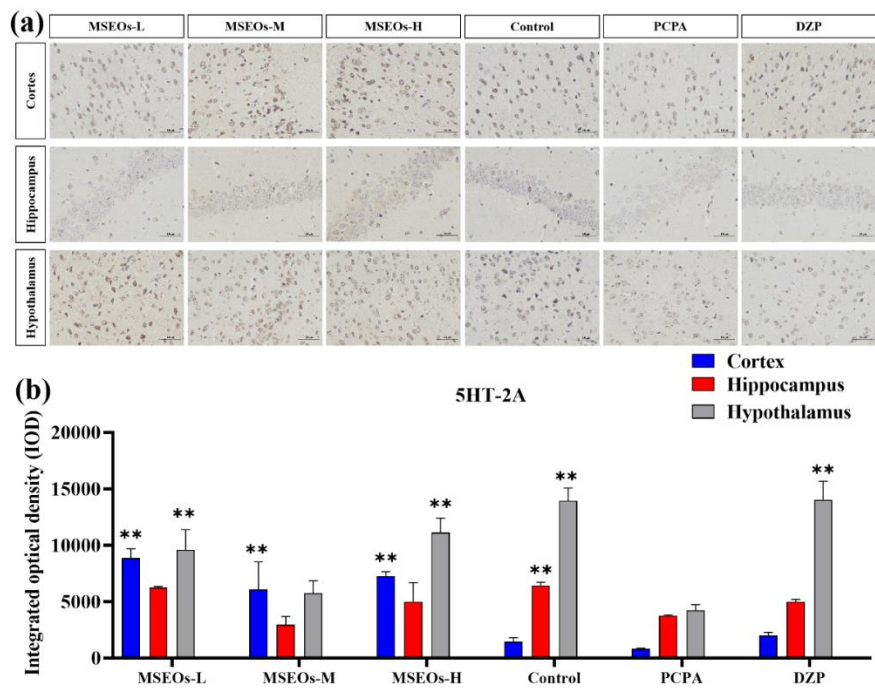 (a)
MSEOs-L MSEOs-M MSEOs-H Control PCPA DZP
Cortes
Hippocampus
Hypothalamus
Cortex
Hippocampus
Hypothalamus
(b)
5HT-2A
Integrated optical density (IOD)
20000
15000
10000
5000
0
** ** ** ** ** ** ** **
MSEOs-L MSEOs-M MSEOs-H Control PCPA DZP